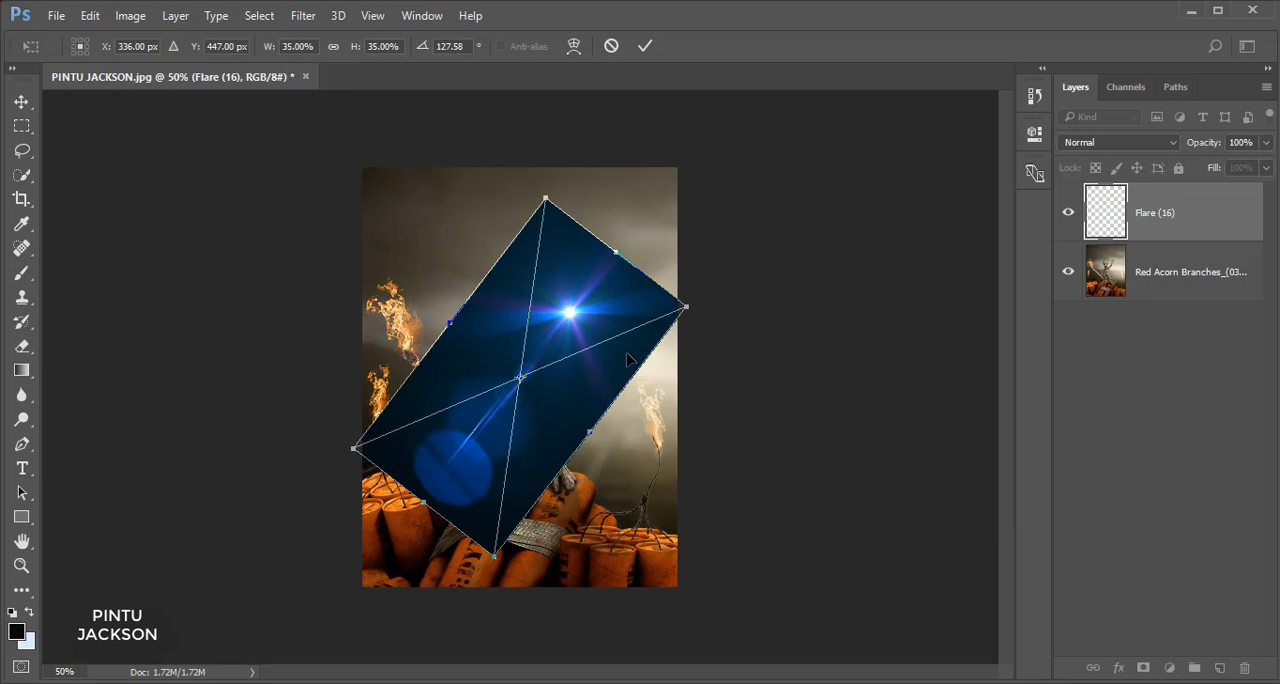 Ps File Edit Image Layer Type Select Filter 3D View Window Help
X: 336.00 px Y: 447.00 px W: 35.00% H: 35.00% 127.58 ° Anti-alias
PINTU JACKSON.jpg @ 50% (Flare (16), RGB/8#) * ×
Layers Channels Paths
Kind
Normal Opacity: 100%
Lock: Fill: 100%
Flare (16)
Red Acorn Branches_(03...
PINTU
JACKSON
50% Doc: 1.72M/1.72M